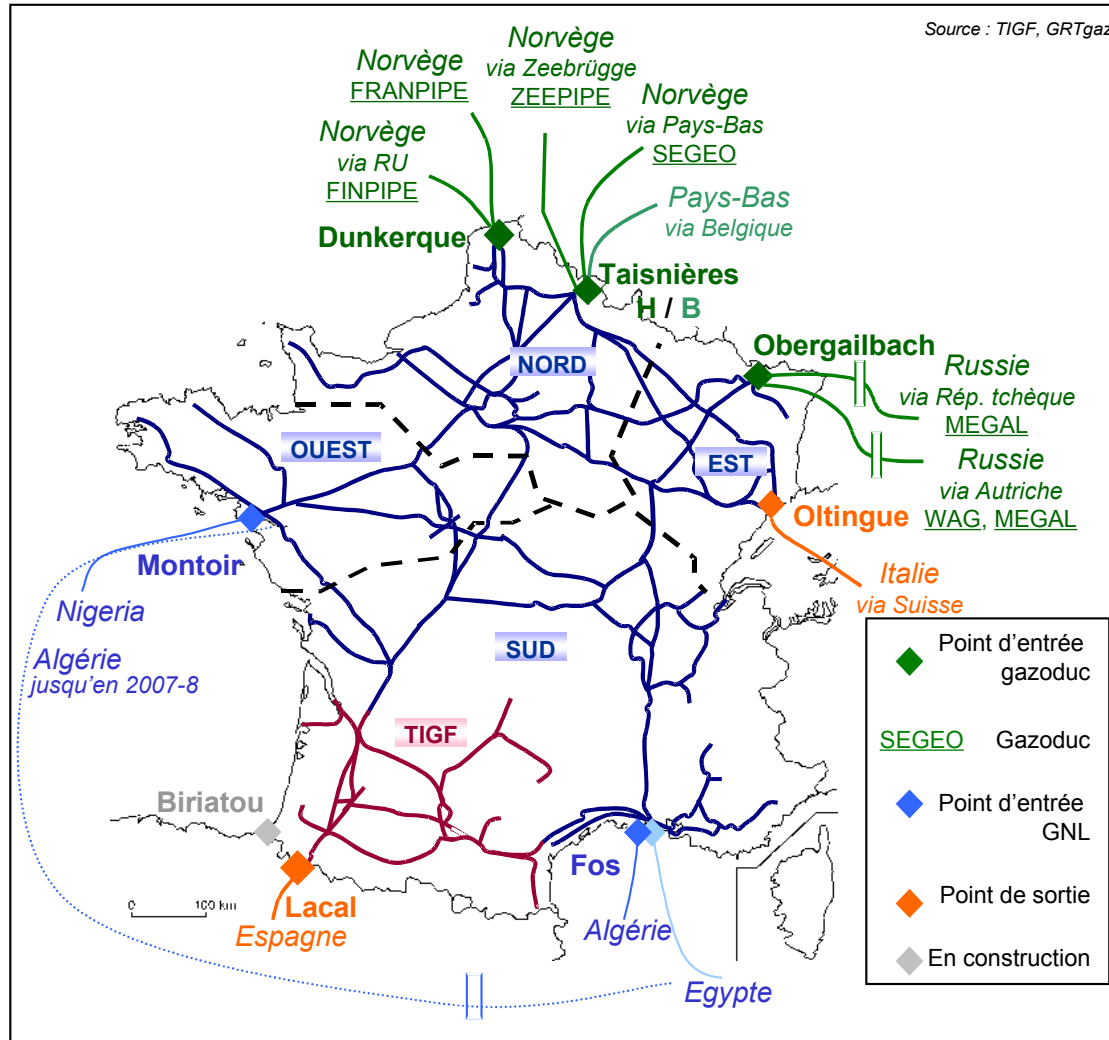 Source : TIGF, GRTgaz
Norvège
via Zeebrügge
ZEEPIPE
Norvège
FRANPIPE
Norvège
via Pays-Bas
SEGEO
Norvège
via RU
FINPIPE
Pays-Bas
via Belgique
Dunkerque
Taisnières
H / B
Obergailbach
NORD
Russie
via Rép. tchèque
MEGAL
OUEST
EST
Russie
via Autriche
WAG, MEGAL
Oltingue
Montoir
Italie
via Suisse
Nigeria
Algérie
jusqu'en 2007-8
SUD
TIGF
Point d'entrée
gazoduc
SEGEO Gazoduc
Point d'entrée
GNL
Point de sortie
En construction
Biriatou
Fos
Lacal
Espagne
0 100 km
Algérie
Egypte